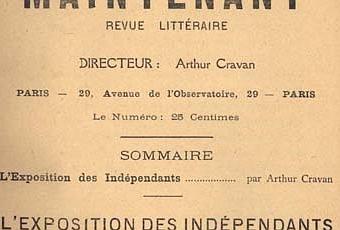 MAINTENANT
REVUE LITTÉRAIRE
DIRECTEUR : Arthur Cravan
PARIS — 29, Avenue de l'Observatoire, 29 — PARIS
Le Numéro : 25 Centimes
SOMMAIRE
L'Exposition des Indépendants .................. par Arthur Cravan
L'EXPOSITION DES INDÉPENDANTS